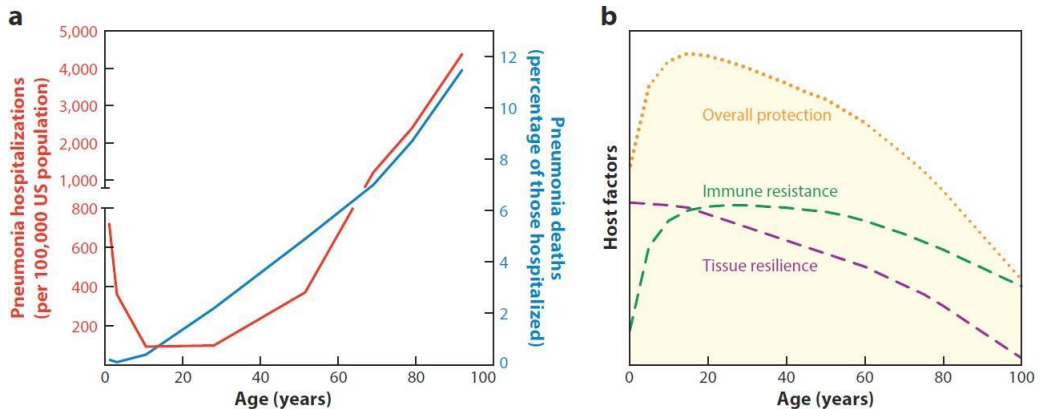 a
Pneumonia hospitalizations
(per 100,000 US population)
5,000
4,000
3,000
2,000
1,000
800
600
400
200
0
20
40
60
80
100
Age (years)
12
10
8
6
4
2
0
Pneumonia deaths
(percentage of those hospitalized)
b
Host factors
Overall protection
Immune resistance
Tissue resilience
0
20
40
60
80
100
Age (years)